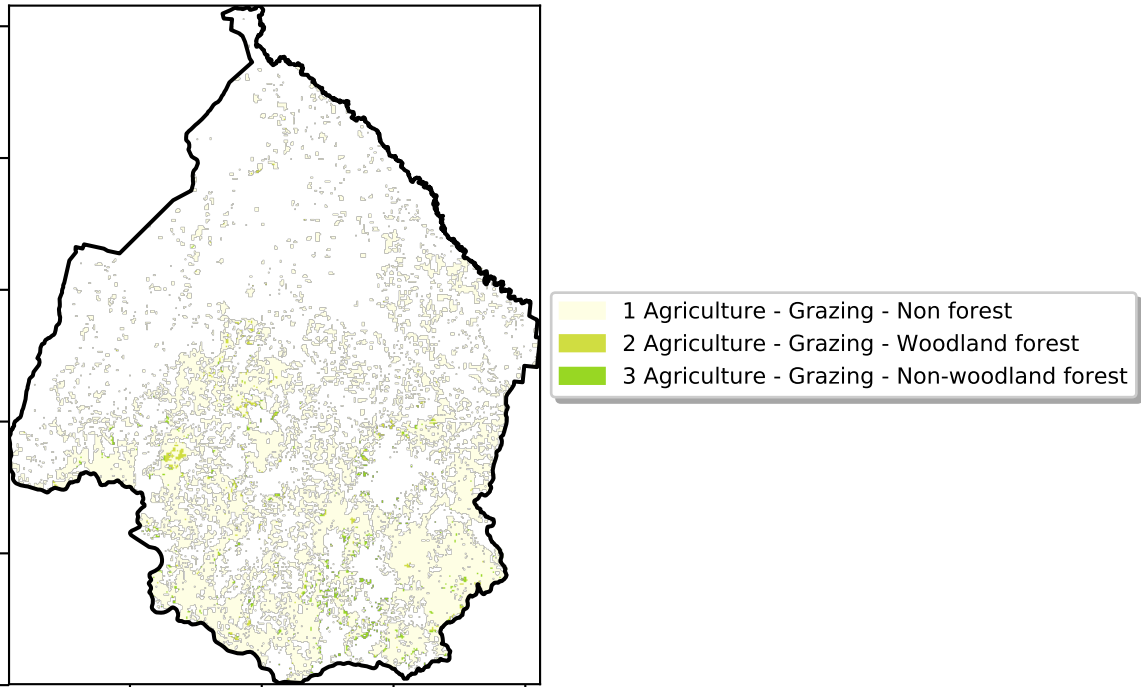 1 Agriculture - Grazing - Non forest
2 Agriculture - Grazing - Woodland forest
3 Agriculture - Grazing - Non-woodland forest